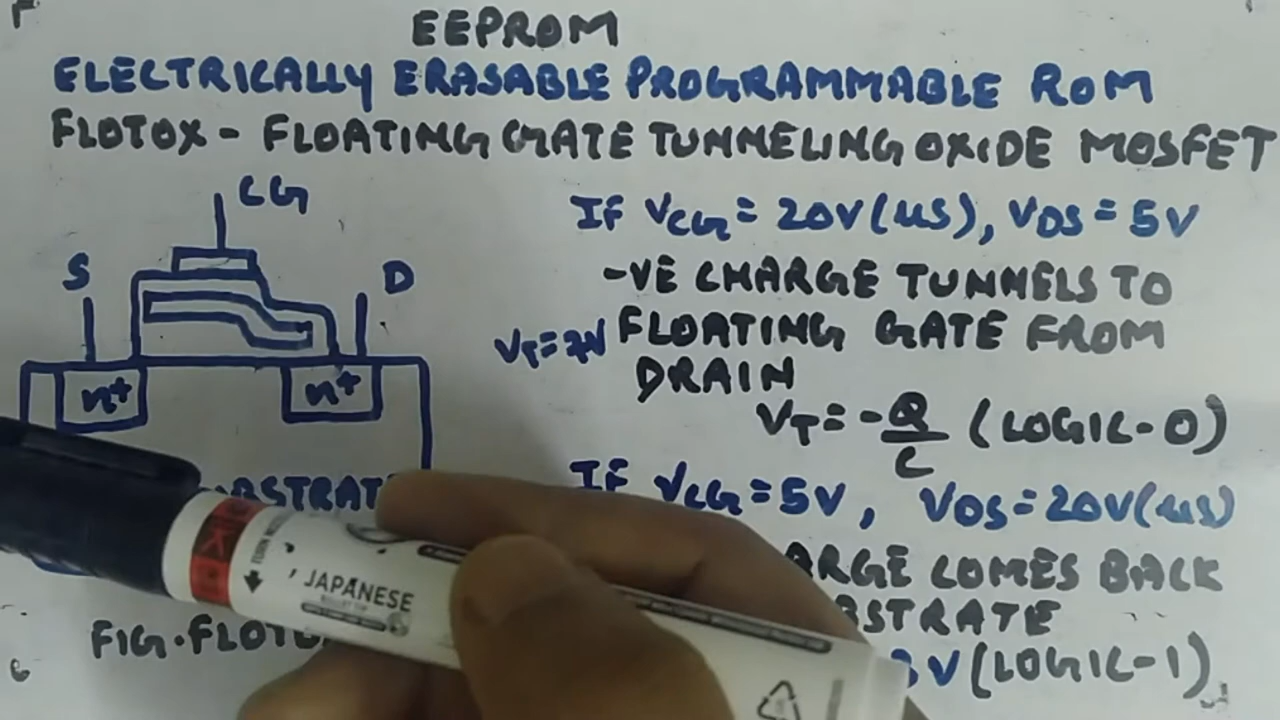 EEPROM
ELECTRICALLY ERASABLE PROGRAMMABLE ROM
FLOTOX - FLOATING GATE TUNNELING OXIDE MOSFET
CG
S
D
n+
n+
FIG. FLOTO
IF VCG = 20V(us), VDS = 5V
-VE CHARGE TUNNELS TO
VT=7V FLOATING GATE FROM
DRAIN
VT = -Q/C (LOGIC-0)
IF VCG = 5V, VDS = 20V(us)
ARGE COMES BACK
BSTRATE
V (LOGIC-1)
JAPANESE